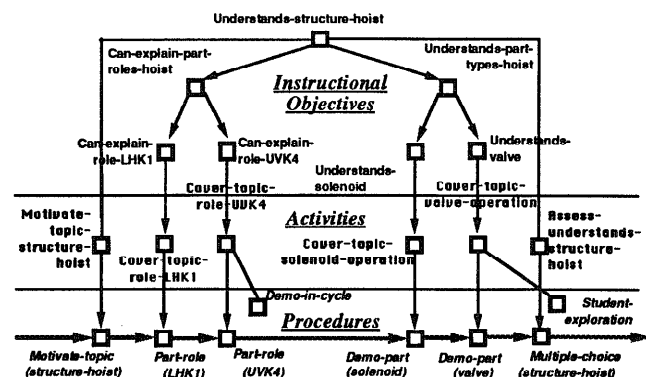 Understands-structure-hoist
Can-explain-part-
roles-hoist
Understands-part-
types-hoist
Instructional
Objectives
Can-explain-
role-LHK1
Can-explain-
role-UVK4
Understands-
solenoid
Understands-
valve
Cover-topic-
role-UVK4
Cover-topic-
valve-operation
Motivate-
topic-
structure-
hoist
Activities
Cover-topic-
role-LHK1
Cover-topic-
solenoid-operation
Assess-
understands-
structure-
hoist
Demo-in-cycle
Student-
exploration
Procedures
Motivate-topic
(structure-hoist)
Part-role
(LHK1)
Part-role
(UVK4)
Demo-part
(solenoid)
Demo-part
(valve)
Multiple-choice
(structure-hoist)